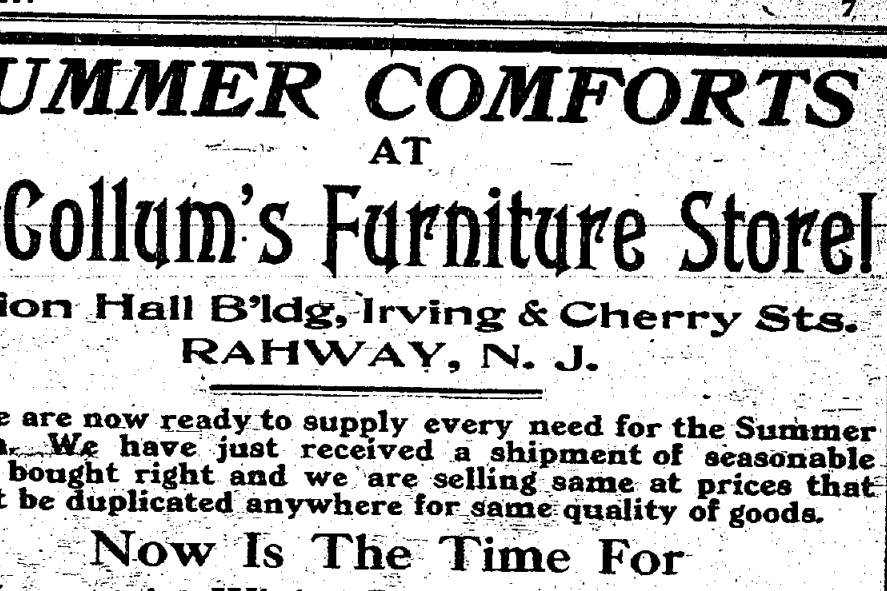 7
UMMER COMFORTS
AT
Collum's Furniture Store!
ion Hall B'ldg, Irving & Cherry Sts.
RAHWAY, N. J.
e are now ready to supply every need for the Summer
We have just received a shipment of seasonable
bought right and we are selling same at prices that
t be duplicated anywhere for same quality of goods.
Now Is The Time For